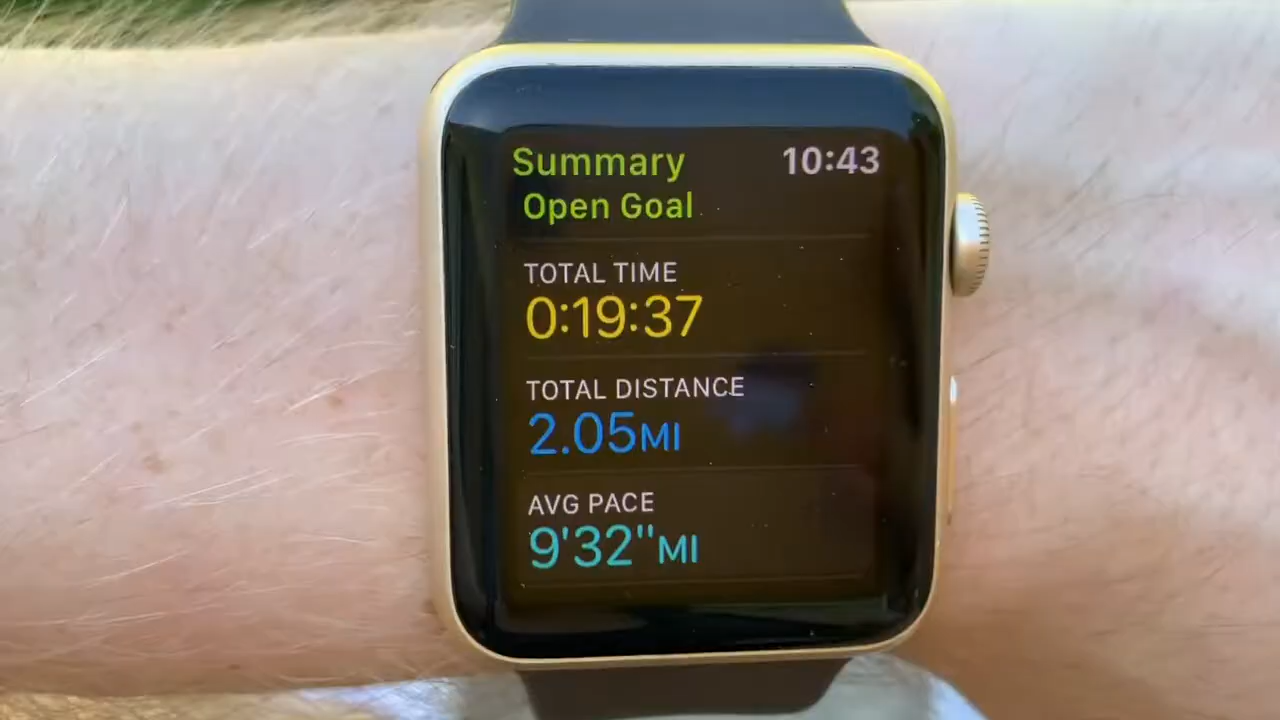 Summary 10:43
Open Goal
TOTAL TIME
0:19:37
TOTAL DISTANCE
2.05MI
AVG PACE
9'32"MI